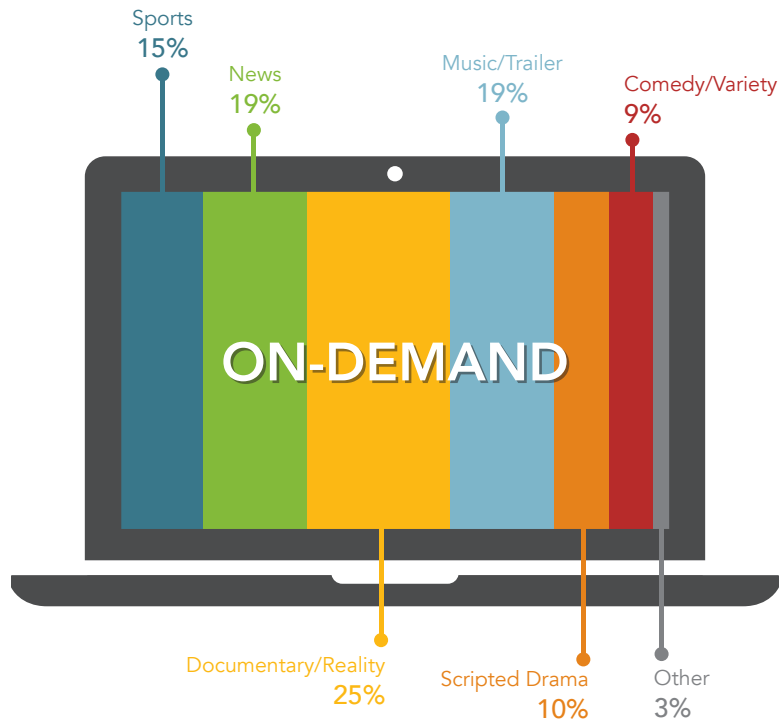 Sports
15%
News
19%
Music/Trailer
19%
Comedy/Variety
9%
ON-DEMAND
Documentary/Reality
25%
Scripted Drama
10%
Other
3%